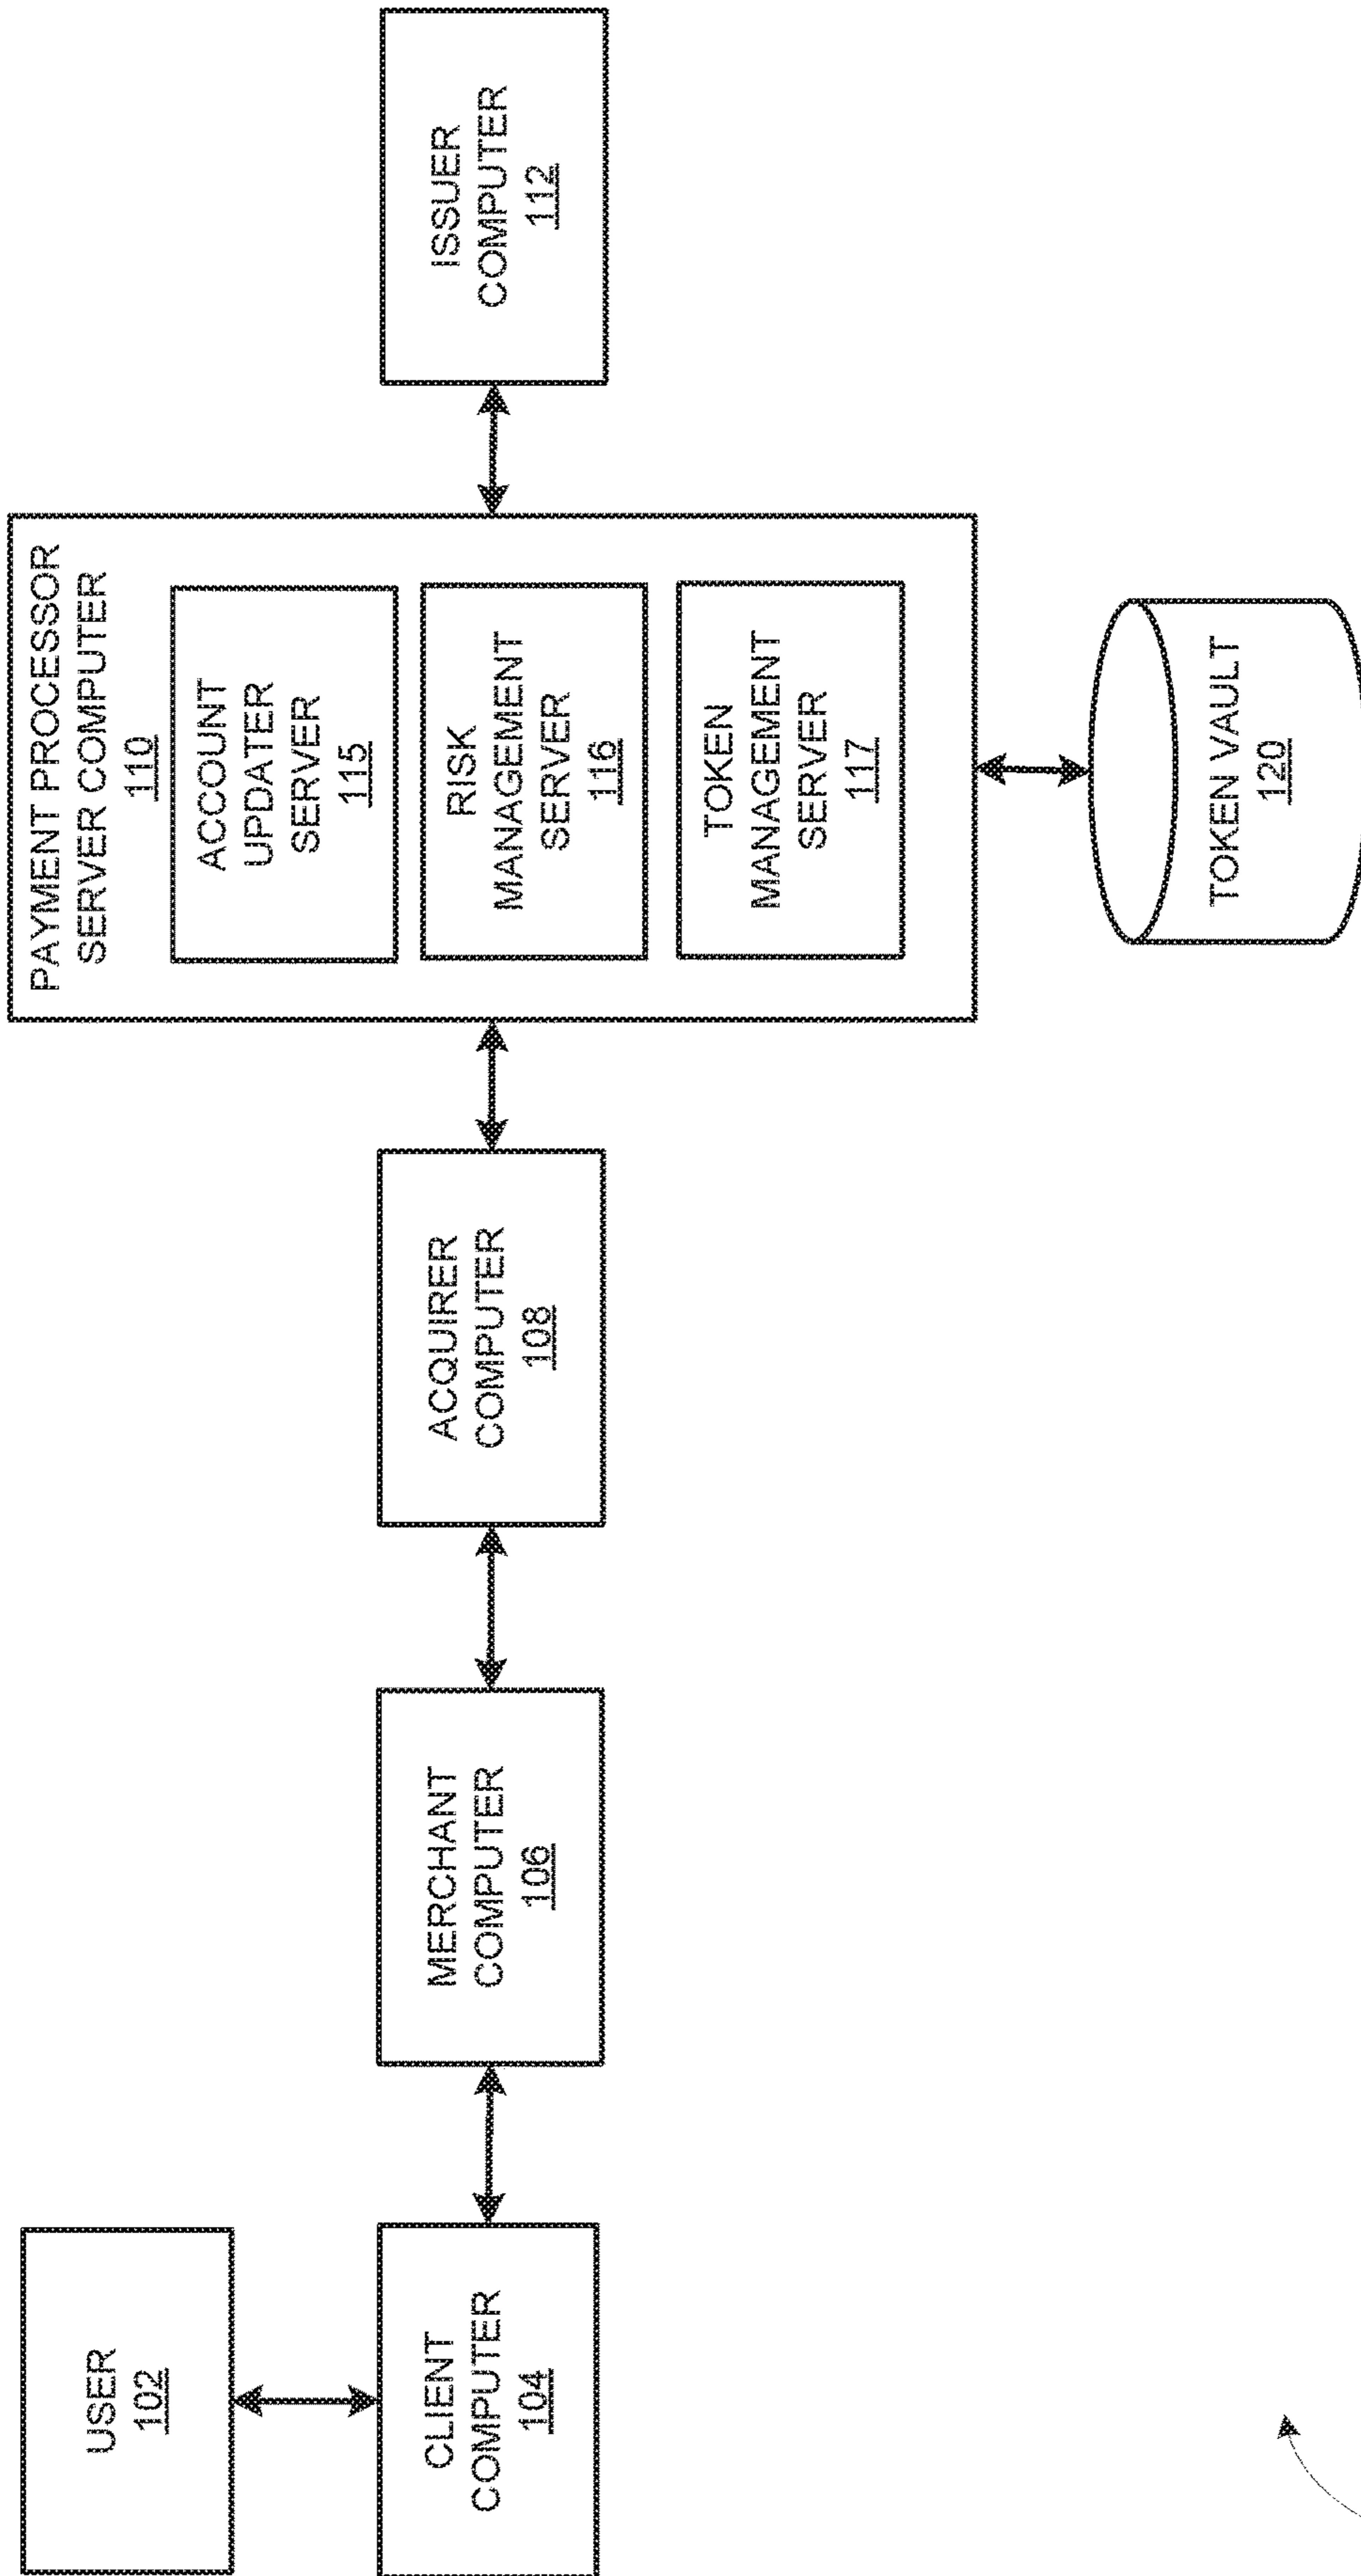 USER
102
CLIENT
COMPUTER
104
MERCHANT
COMPUTER
106
ACQUIRER
COMPUTER
108
PAYMENT PROCESSOR
SERVER COMPUTER
110
ACCOUNT
UPDATER
SERVER
115
RISK
MANAGEMENT
SERVER
116
TOKEN
MANAGEMENT
SERVER
117
TOKEN VAULT
120
ISSUER
COMPUTER
112